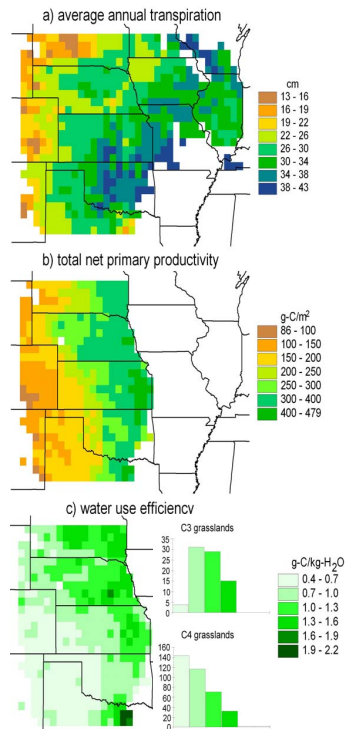 a) average annual transpiration
cm
13 - 16
16 - 19
19 - 22
22 - 26
26 - 30
30 - 34
34 - 38
38 - 43
b) total net primary productivity
g-C/m²
86 - 100
100 - 150
150 - 200
200 - 250
250 - 300
300 - 400
400 - 479
c) water use efficiency
C3 grasslands
35
30
25
20
15
10
5
0
g-C/kg-H₂O
0.4 - 0.7
0.7 - 1.0
1.0 - 1.3
1.3 - 1.6
1.6 - 1.9
1.9 - 2.2
C4 grasslands
160
140
120
100
80
60
40
20
0